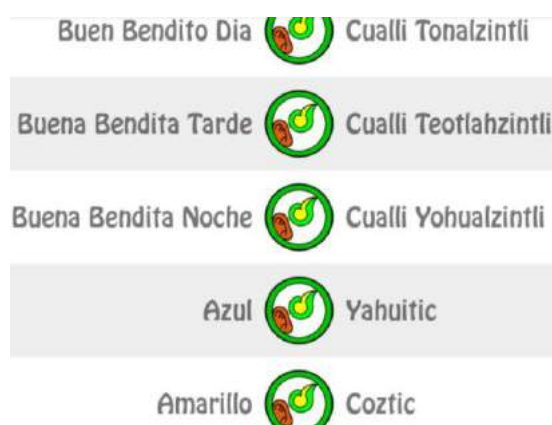 Buen Bendito Dia Cualli Tonalzintli
Buena Bendita Tarde Cualli Teotlahzintli
Buena Bendita Noche Cualli Yohualzintli
Azul Yahuitic
Amarillo Coztic